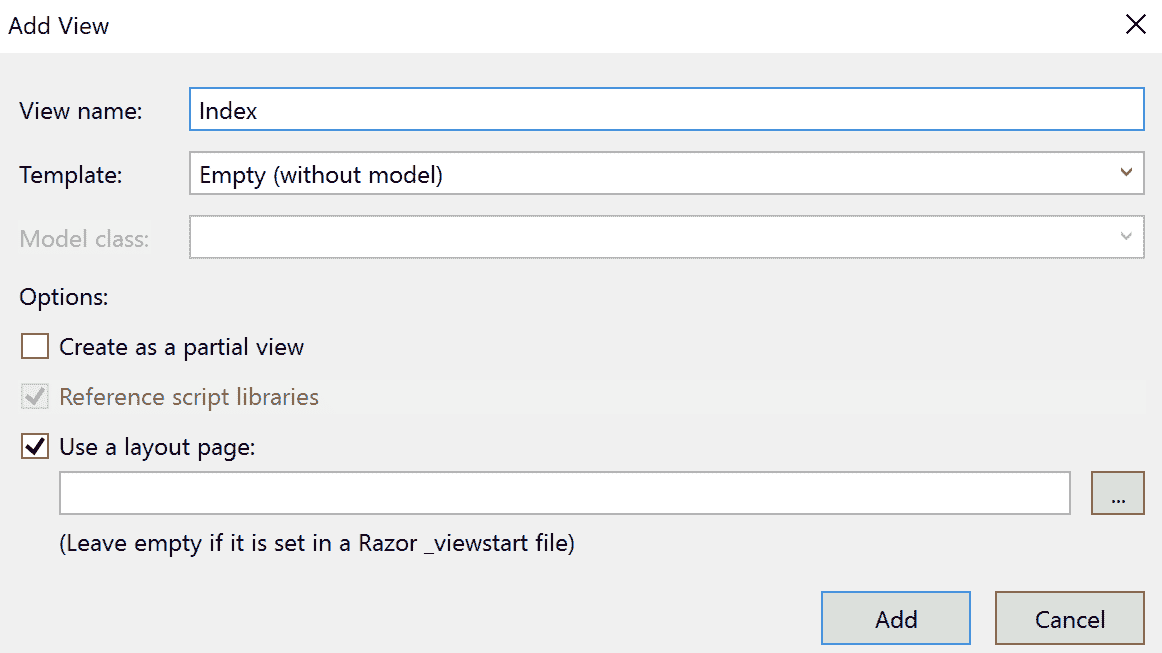 Add View
View name: Index
Template: Empty (without model)
Model class:
Options:
Create as a partial view
Reference script libraries
Use a layout page:
...
(Leave empty if it is set in a Razor _viewstart file)
Add Cancel